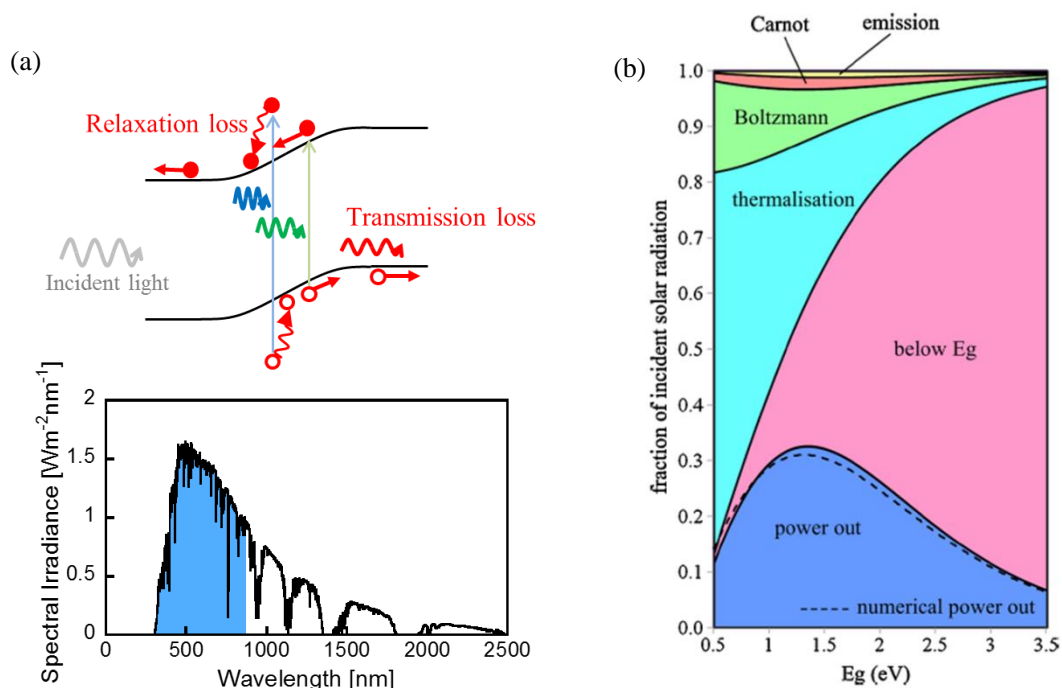 (a)
Relaxation loss
Transmission loss
Incident light
Spectral Irradiance [Wm-2nm-1]
2
1.5
1
0.5
0
0 500 1000 1500 2000 2500
Wavelength [nm]
(b)
Carnot
emission
Boltzmann
thermalisation
below Eg
power out
numerical power out
fraction of incident solar radiation
1.0
0.9
0.8
0.7
0.6
0.5
0.4
0.3
0.2
0.1
0.0
0.5 1 1.5 2 2.5 3 3.5
Eg (eV)